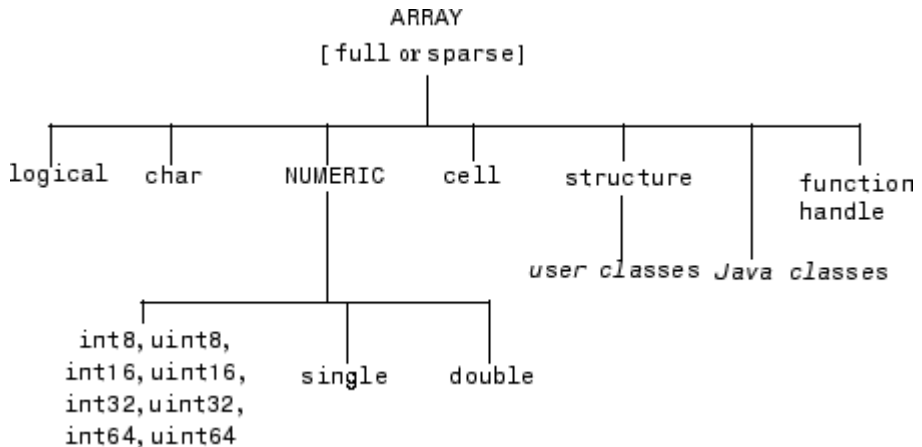 ARRAY
[full or sparse]
logical
char
NUMERIC
cell
structure
function
handle
user classes
Java classes
int8, uint8,
int16, uint16,
int32, uint32,
int64, uint64
single
double